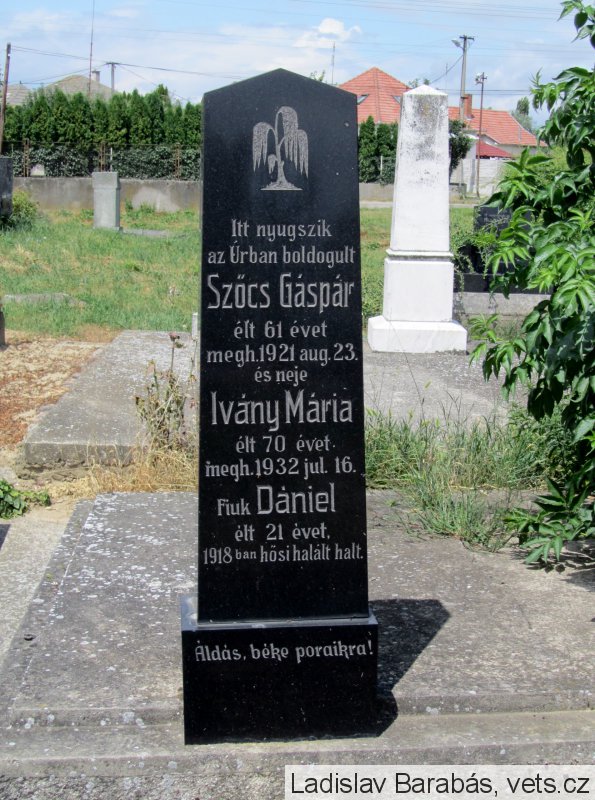 Itt nyugszik
az Úrban boldogult
Szőcs Gáspár
élt 61 évet
megh.1921 aug.23.
és neje
Ivány Mária
élt 70 évet
megh.1932 jul.16.
Fiuk Dániel
élt 21 évet,
1918 ban hősi halált halt.
Áldás, béke poraikra!
Ladislav Barabás, vets.cz